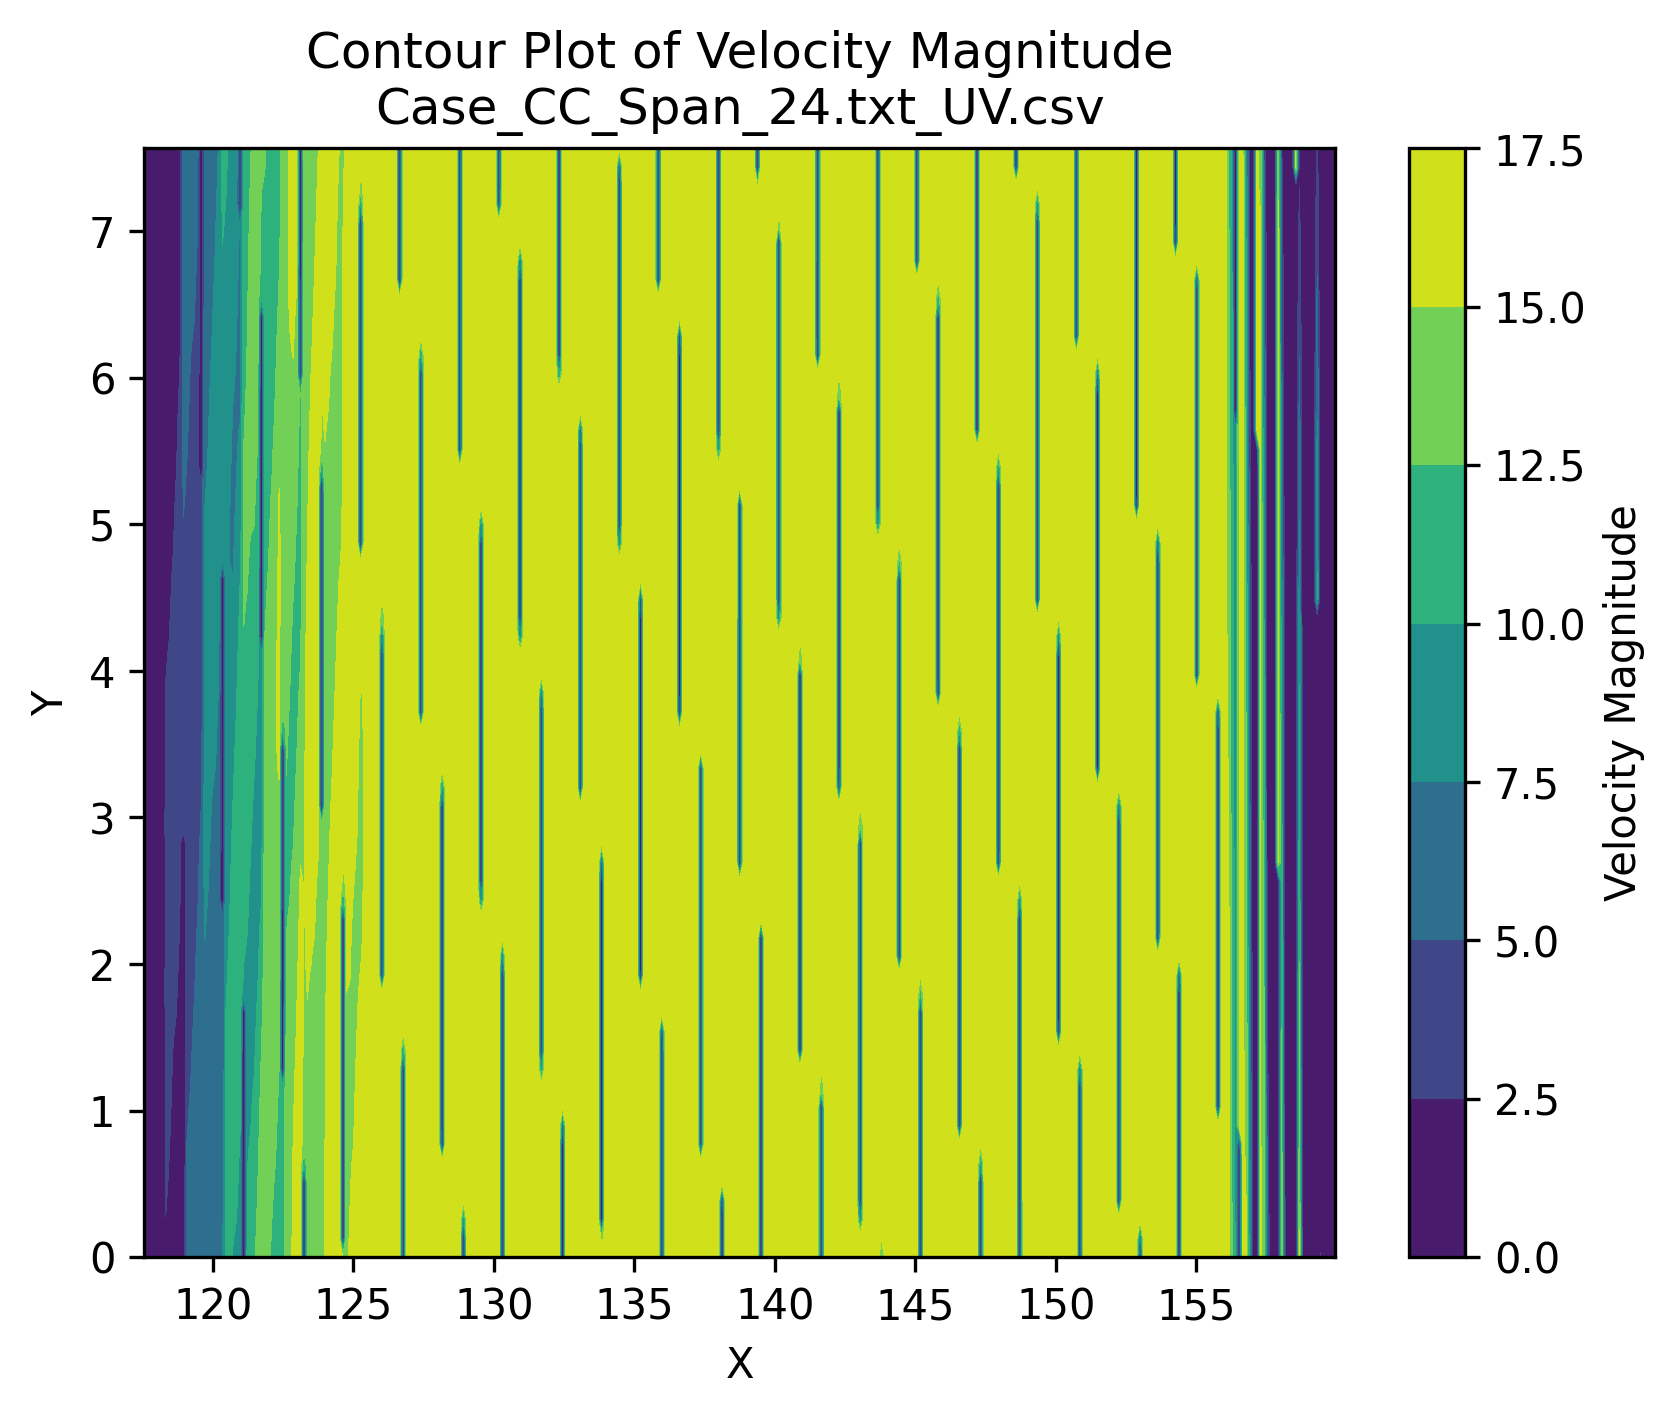 Contour Plot of Velocity Magnitude
Case_CC_Span_24.txt_UV.csv
17.5
15.0
12.5
10.0
7.5
5.0
2.5
0.0
Velocity Magnitude
7
6
5
4
3
2
1
0
Y
120 125 130 135 140 145 150 155
X